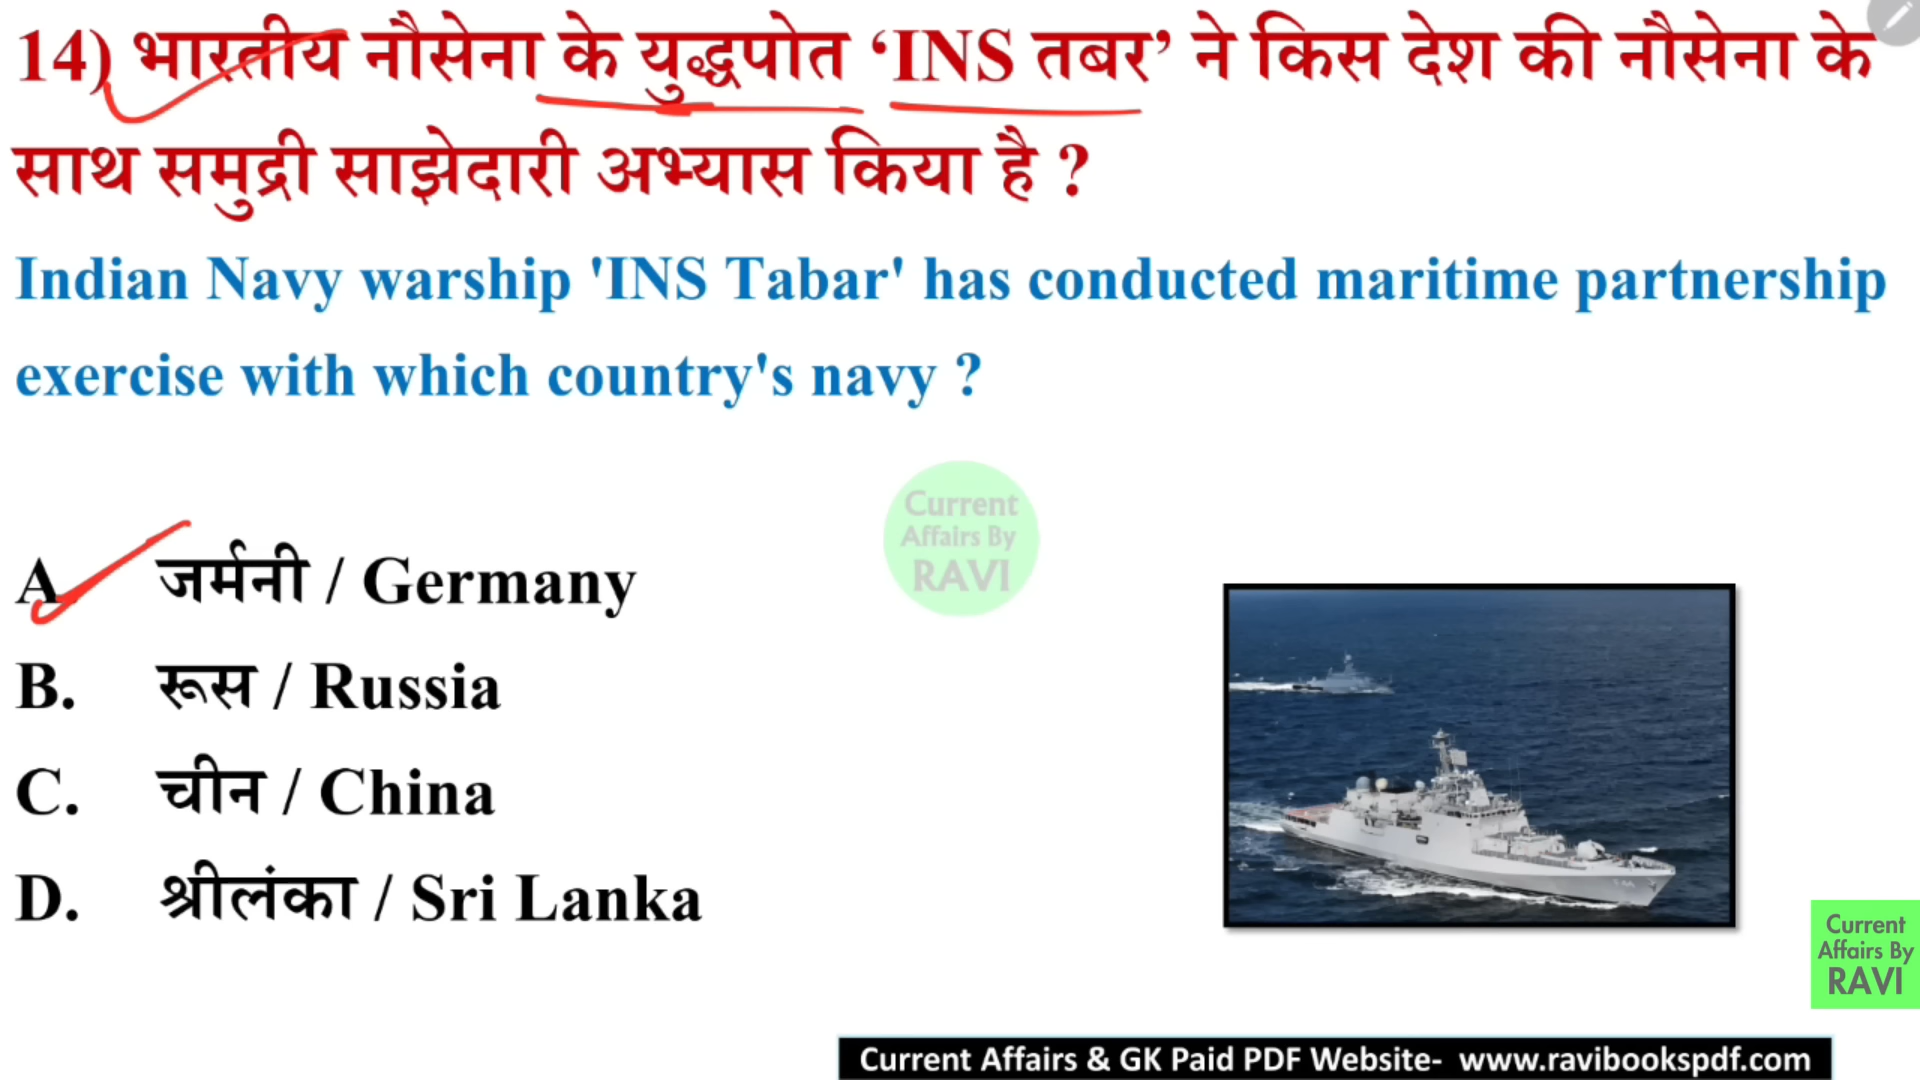 14) भारतीय नौसेना के युद्धपोत ‘INS तबर’ ने किस देश की नौसेना के
साथ समुद्री साझेदारी अभ्यास किया है ?
Indian Navy warship 'INS Tabar' has conducted maritime partnership
exercise with which country's navy ?
Current
Affairs By
RAVI
A. जर्मनी / Germany
B. रूस / Russia
C. चीन / China
D. श्रीलंका / Sri Lanka
Current
Affairs By
RAVI
Current Affairs & GK Paid PDF Website- www.ravibookspdf.com